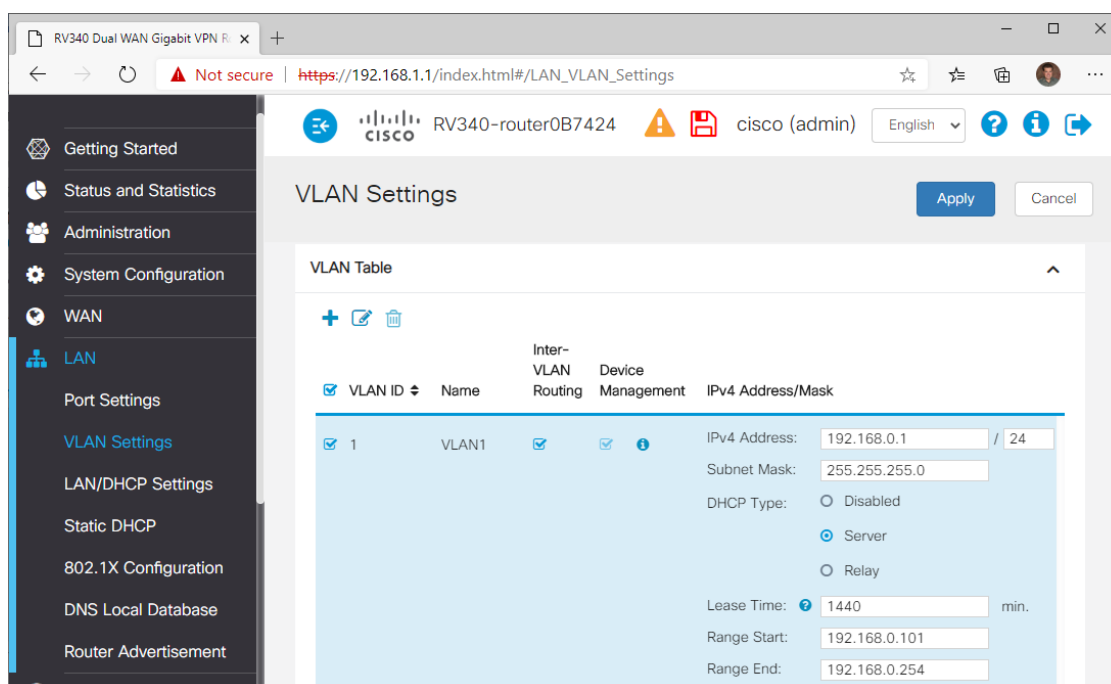 RV340 Dual WAN Gigabit VPN R
Not secure | https://192.168.1.1/index.html#/LAN_VLAN_Settings
cisco RV340-router0B7424 cisco (admin) English
Getting Started
Status and Statistics
Administration
System Configuration
WAN
LAN
Port Settings
VLAN Settings
LAN/DHCP Settings
Static DHCP
802.1X Configuration
DNS Local Database
Router Advertisement
VLAN Settings
Apply Cancel
VLAN Table
VLAN ID Name Inter-VLAN Routing Device Management IPv4 Address/Mask
1 VLAN1 IPv4 Address: 192.168.0.1 / 24
Subnet Mask: 255.255.255.0
DHCP Type: Disabled
Server
Relay
Lease Time: 1440 min.
Range Start: 192.168.0.101
Range End: 192.168.0.254